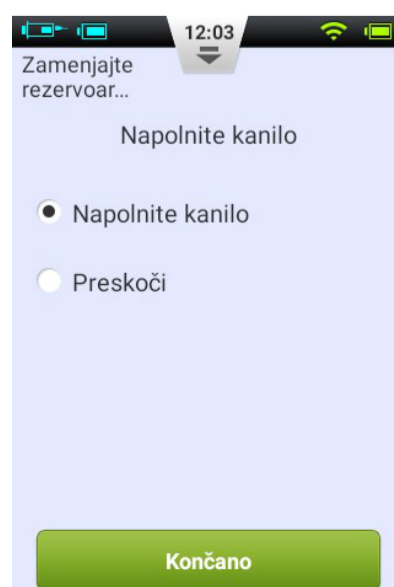 12:03
Zamenjajte
rezervoar...
Napolnite kanilo
Napolnite kanilo
Preskoči
Končano